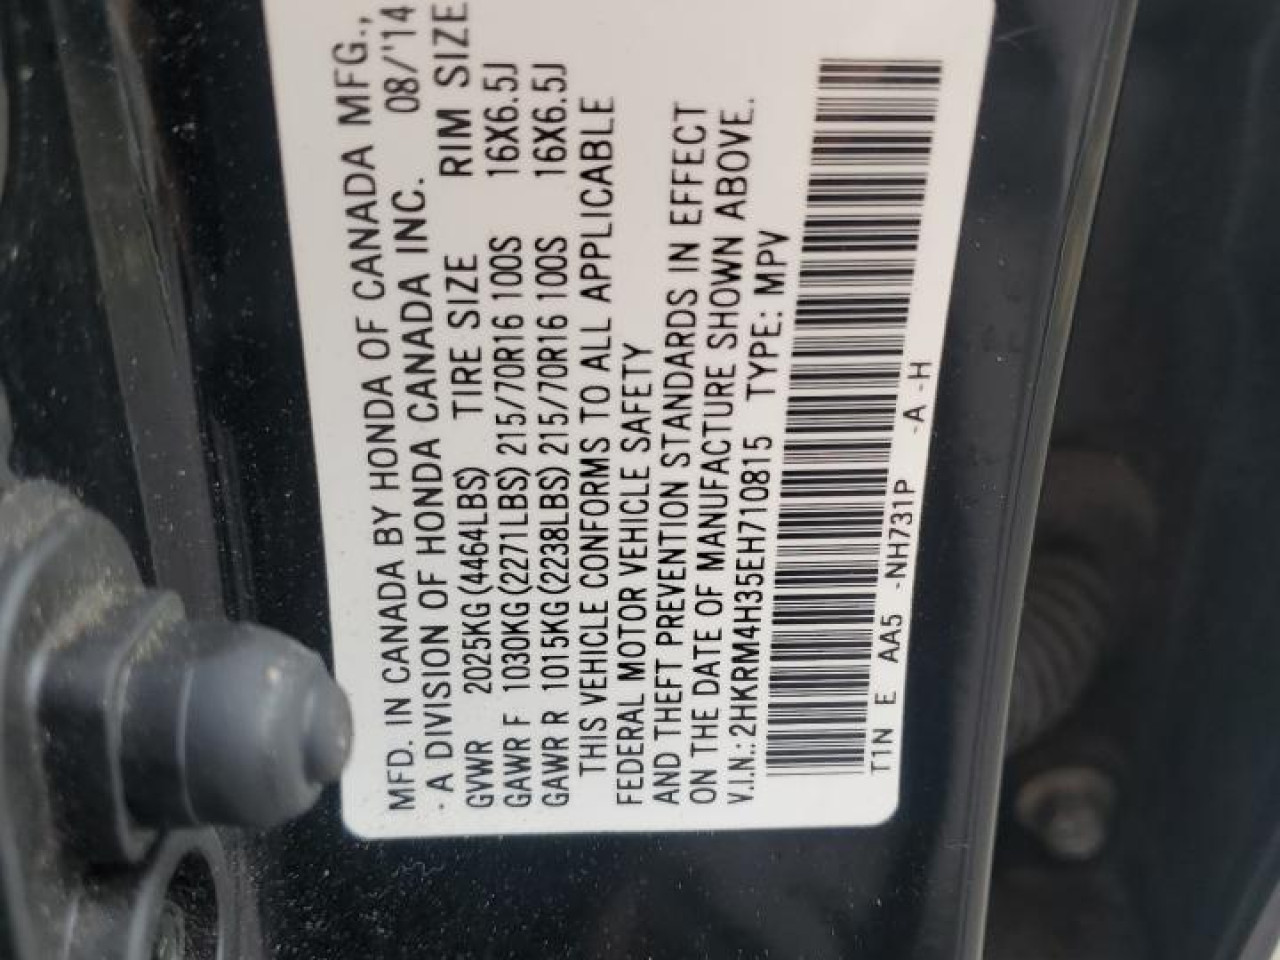 MFD. IN CANADA BY HONDA OF CANADA MFG.,
· A DIVISION OF HONDA CANADA INC. 08/'14
GVWR 2025KG (4464LBS) TIRE SIZE RIM SIZE
GAWR F 1030KG (2271LBS) 215/70R16 100S 16X6.5J
GAWR R 1015KG (2238LBS) 215/70R16 100S 16X6.5J
THIS VEHICLE CONFORMS TO ALL APPLICABLE
FEDERAL MOTOR VEHICLE SAFETY
AND THEFT PREVENTION STANDARDS IN EFFECT
ON THE DATE OF MANUFACTURE SHOWN ABOVE.
V.I.N.: 2HKRM4H35EH710815 TYPE: MPV
T1N E AA5 -NH731P -A -H